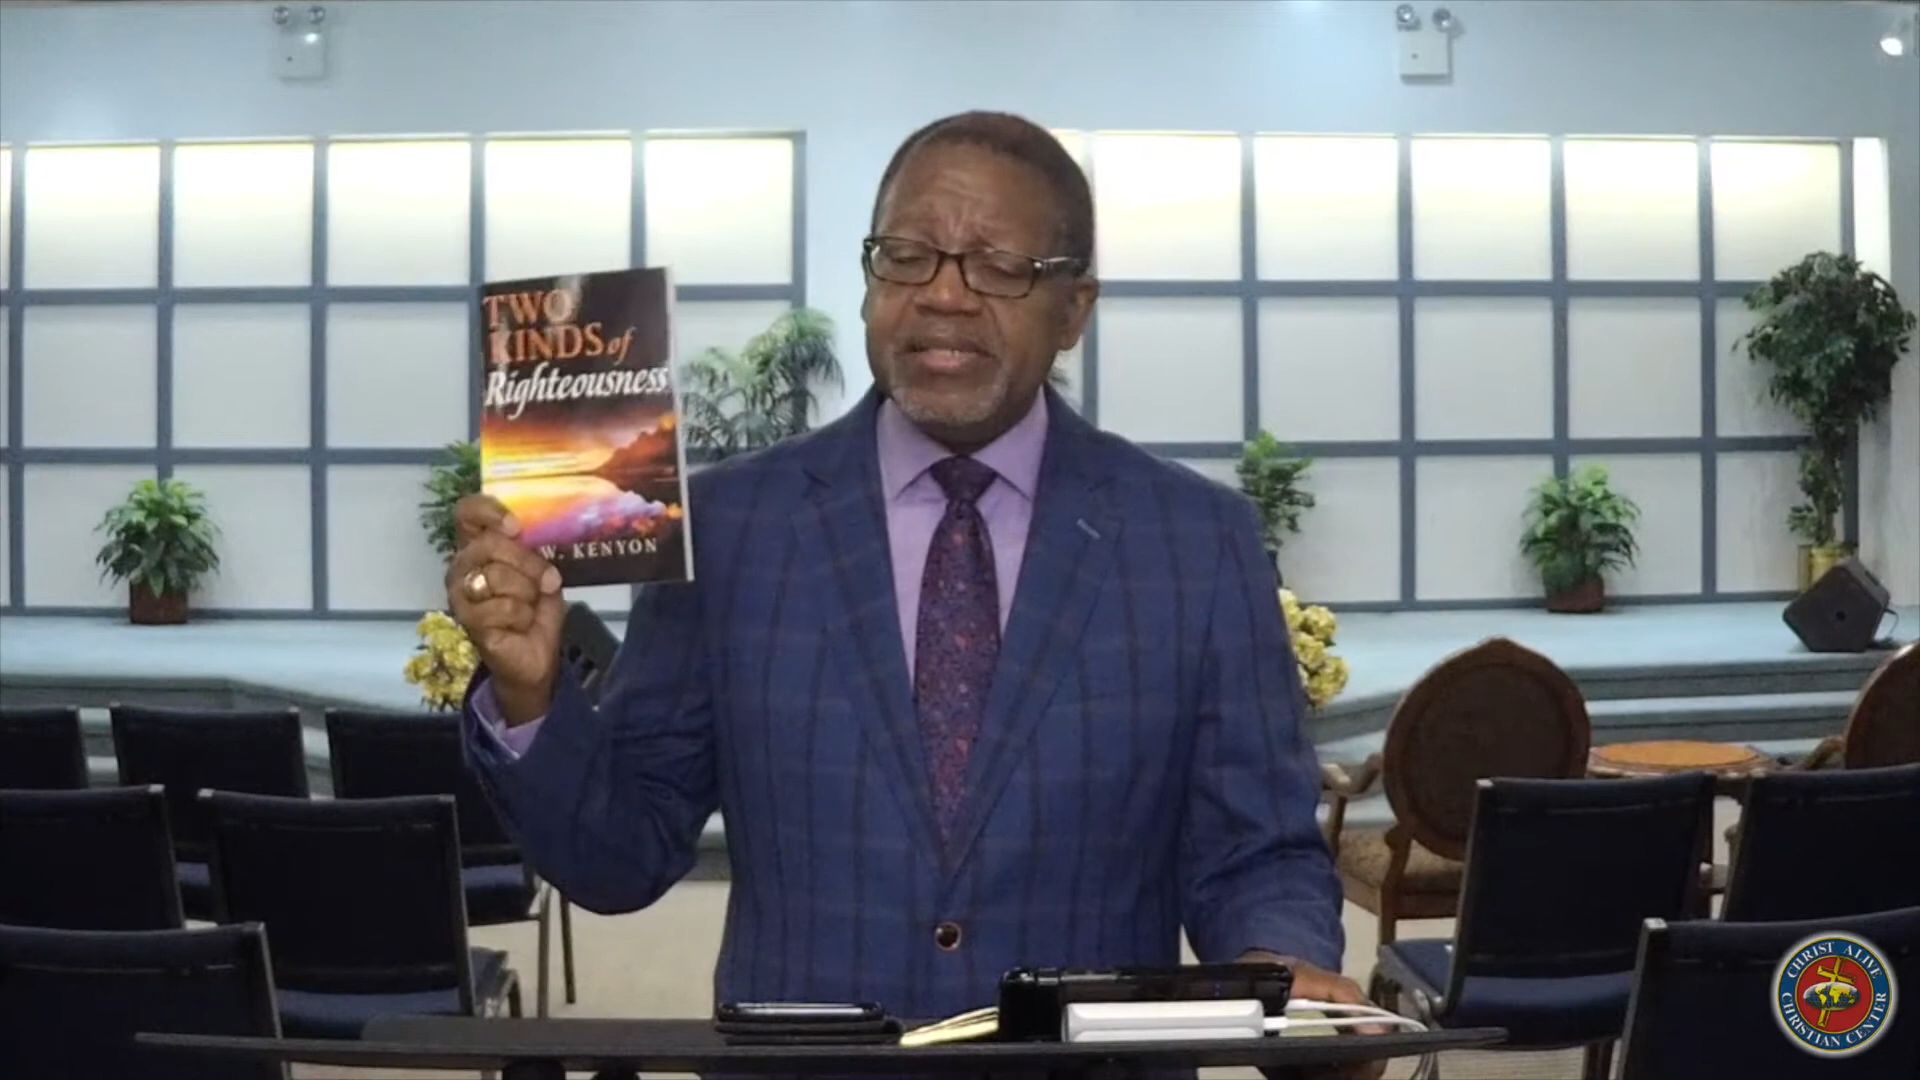 TWO
KINDS of
Righteousness
W. KENYON
CHRIST ALIVE
CHRISTIAN CENTER